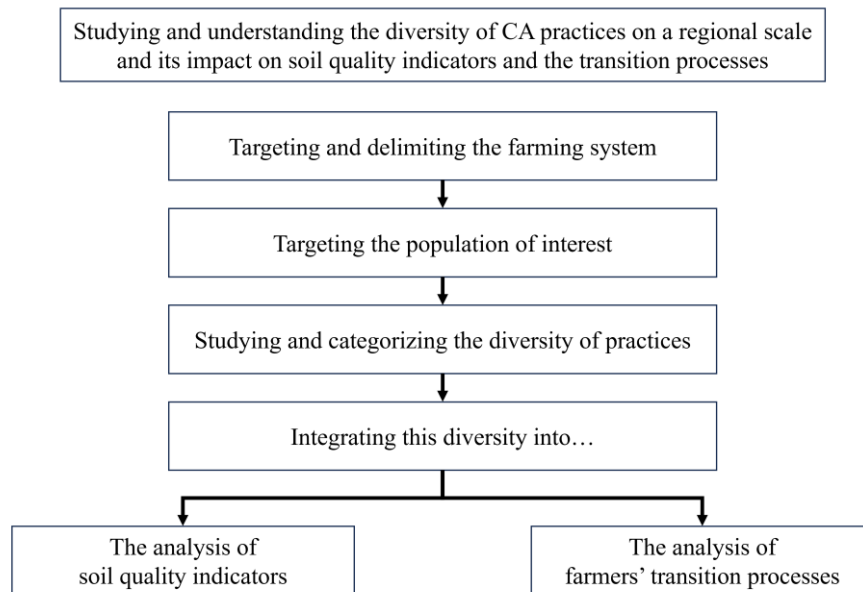 Studying and understanding the diversity of CA practices on a regional scale
and its impact on soil quality indicators and the transition processes
Targeting and delimiting the farming system
Targeting the population of interest
Studying and categorizing the diversity of practices
Integrating this diversity into…
The analysis of
soil quality indicators
The analysis of
farmers’ transition processes